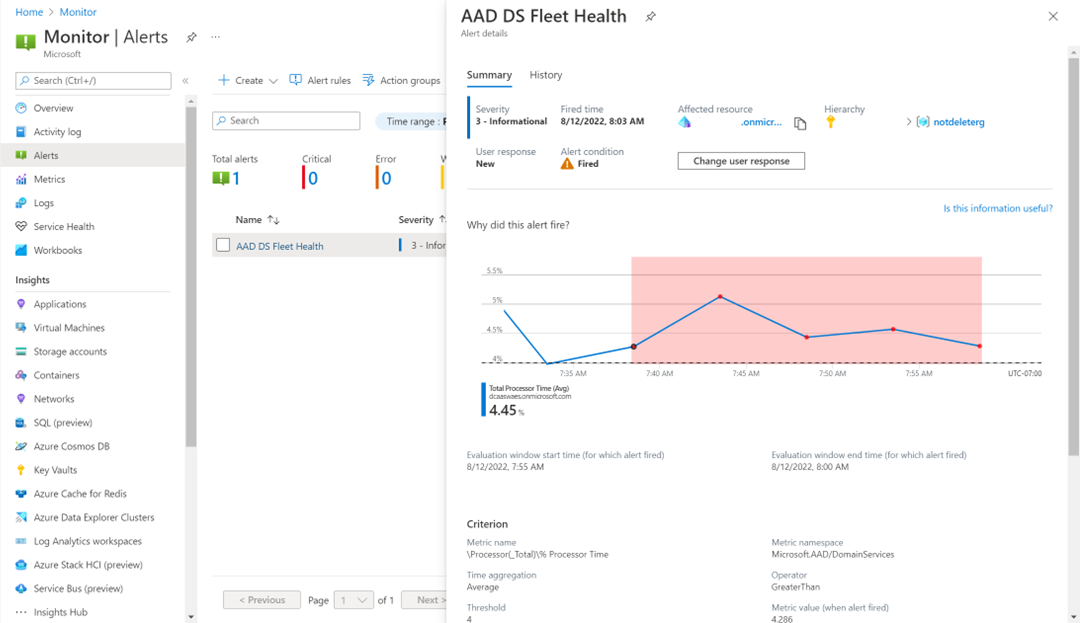 Home > Monitor
Monitor | Alerts
...
Microsoft
Search (Ctrl+/)
«
Overview
Activity log
Alerts
Metrics
Logs
Service Health
Workbooks
Insights
Applications
Virtual Machines
Storage accounts
Containers
Networks
SQL (preview)
Azure Cosmos DB
Key Vaults
Azure Cache for Redis
Azure Data Explorer Clusters
Log Analytics workspaces
Azure Stack HCI (preview)
Service Bus (preview)
Insights Hub
Create
Alert rules
Action groups
Search
Time range :
Total alerts
1
Critical
0
Error
0
Name ↑↓
Severity ↑
AAD DS Fleet Health
3 - Infor
< Previous
Page
1
of 1
Next >
AAD DS Fleet Health
Alert details
Summary
History
Severity
3 - Informational
Fired time
8/12/2022, 8:03 AM
Affected resource
.onmicr...
Hierarchy
> notdeleterg
User response
New
Alert condition
Fired
Change user response
Is this information useful?
Why did this alert fire?
5.5%
5%
4.5%
4%
7:35 AM
7:40 AM
7:45 AM
7:50 AM
7:55 AM
UTC-07:00
Total Processor Time (Avg)
dcaaswaes.onmicrosoft.com
4.45 %
Evaluation window start time (for which alert fired)
8/12/2022, 7:55 AM
Evaluation window end time (for which alert fired)
8/12/2022, 8:00 AM
Criterion
Metric name
\Processor(_Total)\% Processor Time
Metric namespace
Microsoft.AAD/DomainServices
Time aggregation
Average
Operator
GreaterThan
Threshold
4
Metric value (when alert fired)
4.286